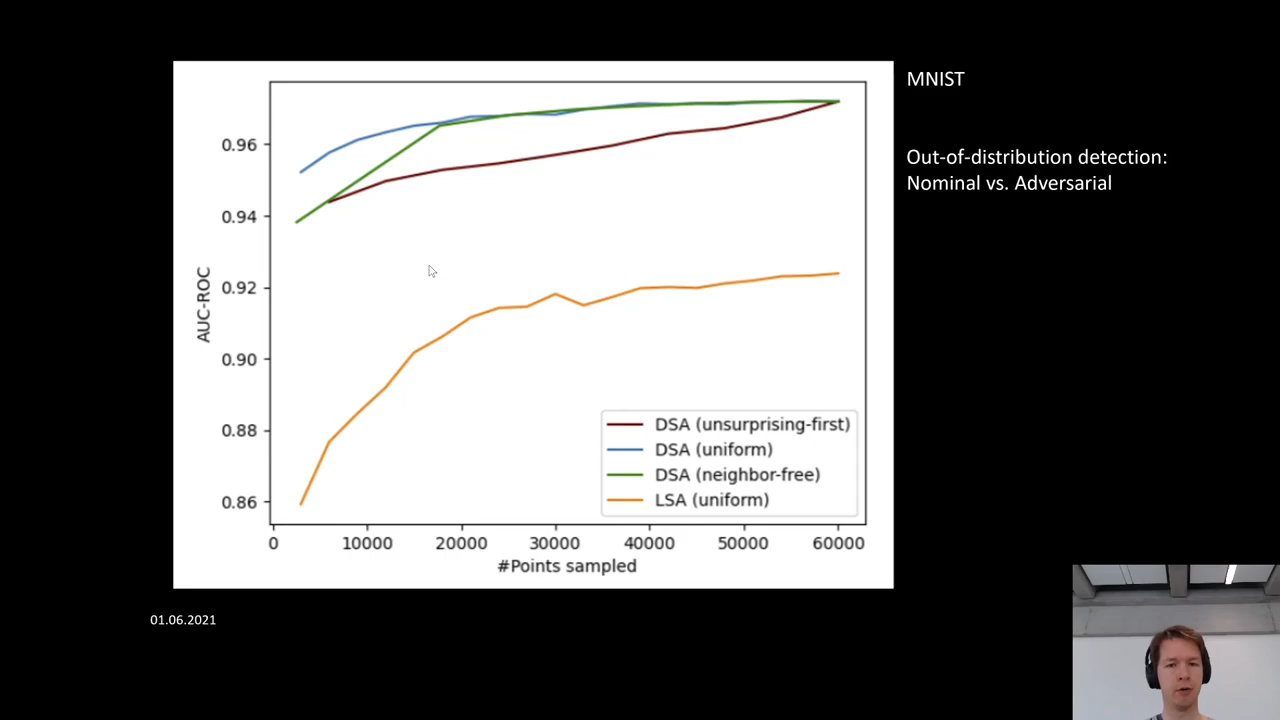 MNIST
Out-of-distribution detection:
Nominal vs. Adversarial
AUC-ROC
0.96
0.94
0.92
0.90
0.88
0.86
DSA (unsurprising-first)
DSA (uniform)
DSA (neighbor-free)
LSA (uniform)
0 10000 20000 30000 40000 50000 60000
#Points sampled
01.06.2021